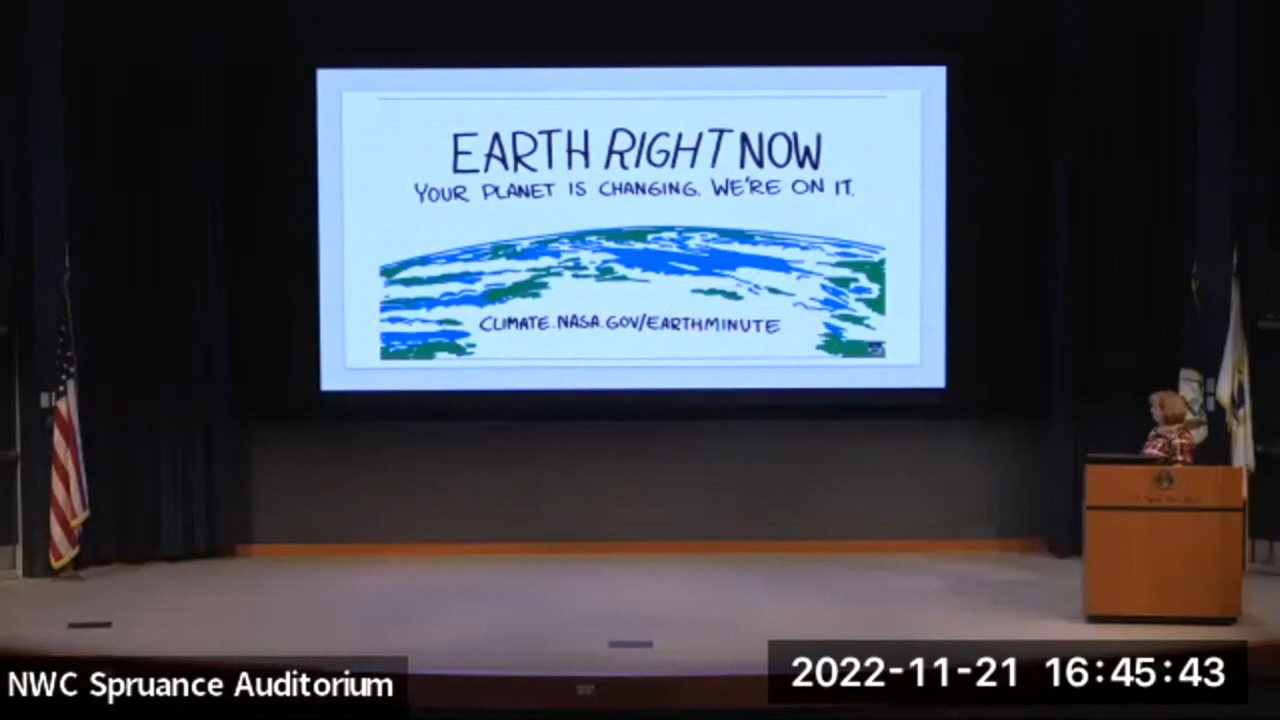 EARTH RIGHT NOW
YOUR PLANET IS CHANGING. WE'RE ON IT.
CLIMATE.NASA.GOV/EARTHMINUTE
NWC Spruance Auditorium
2022-11-21 16:45:43